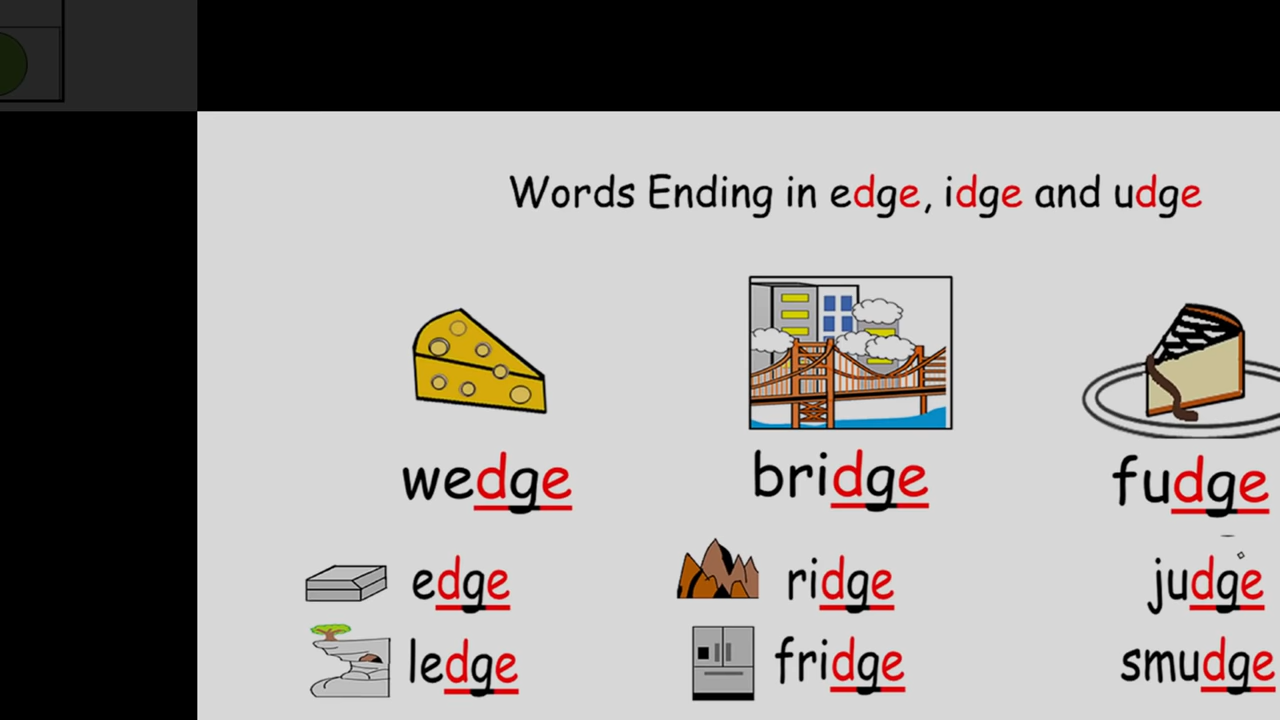 Words Ending in edge, idge and udge
wedge bridge fudge
edge ridge judge
ledge fridge smudge